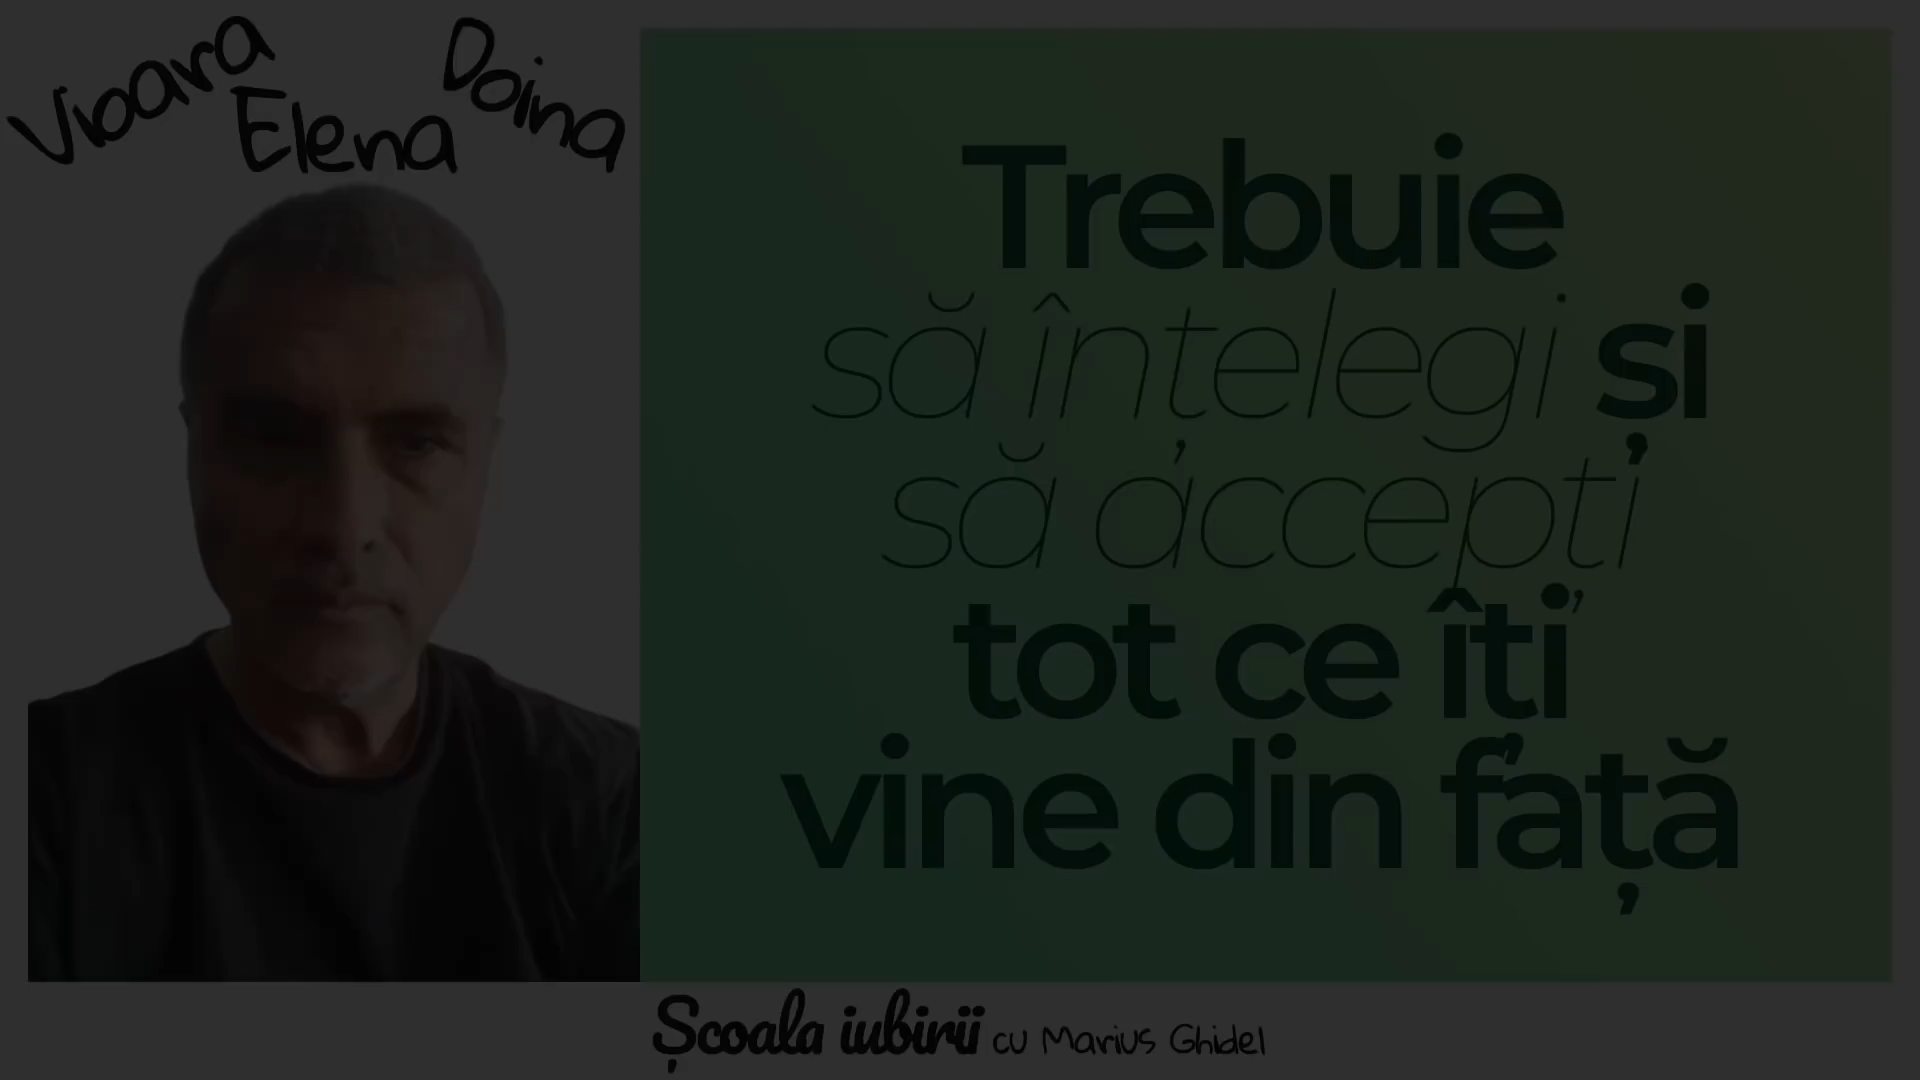 Vioara
Elena
Doina
Trebuie
să înțelegi și
să accepți
tot ce îți
vine din față
Școala iubirii cu Marius Ghidel